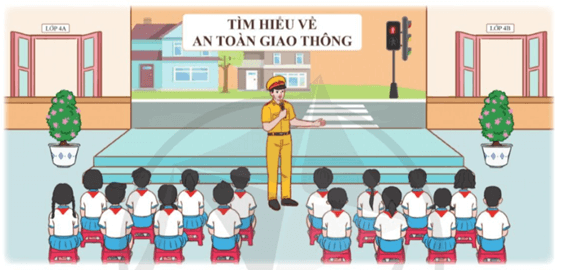 TÌM HIỂU VỀ
AN TOÀN GIAO THÔNG
LỚP 4A
LỚP 4B